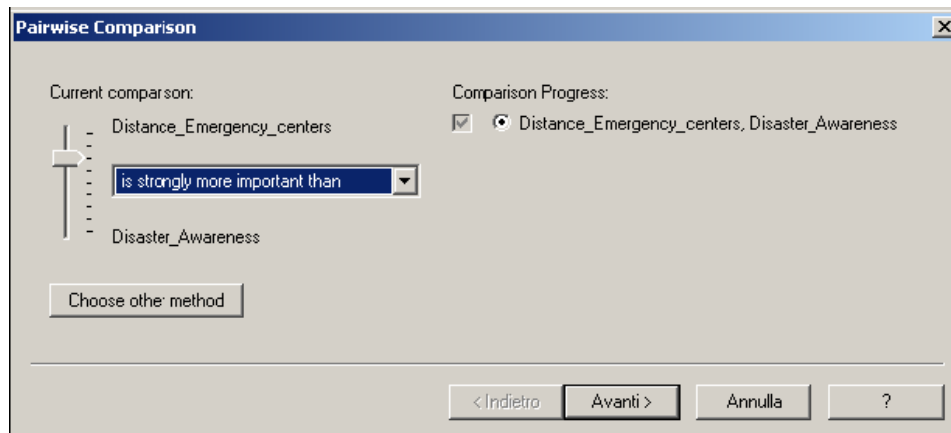 Pairwise Comparison
Current comparson:
Distance_Emergency_centers
is strongly more important than
Disaster_Awareness
Choose other method
Comparison Progress:
Distance_Emergency_centers, Disaster_Awareness
< Indietro
Avanti >
Annulla
?